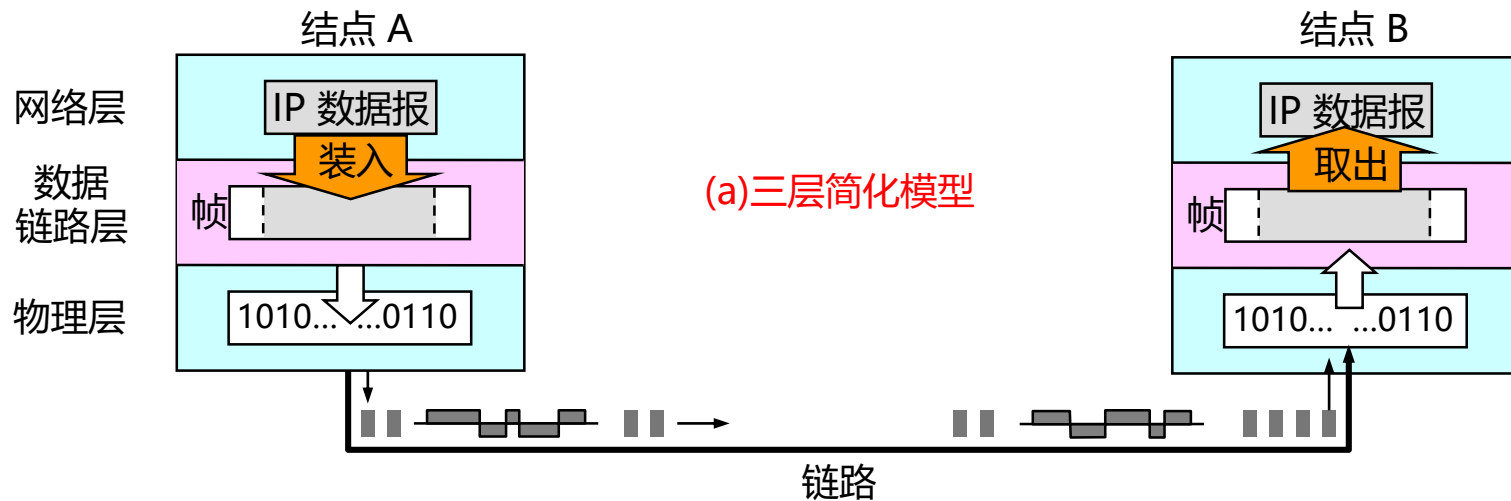 结点 A
结点 B
网络层
IP 数据报
IP 数据报
装入
取出
(a)三层简化模型
数据
链路层
帧
帧
物理层
1010... ...0110
1010... ...0110
链路